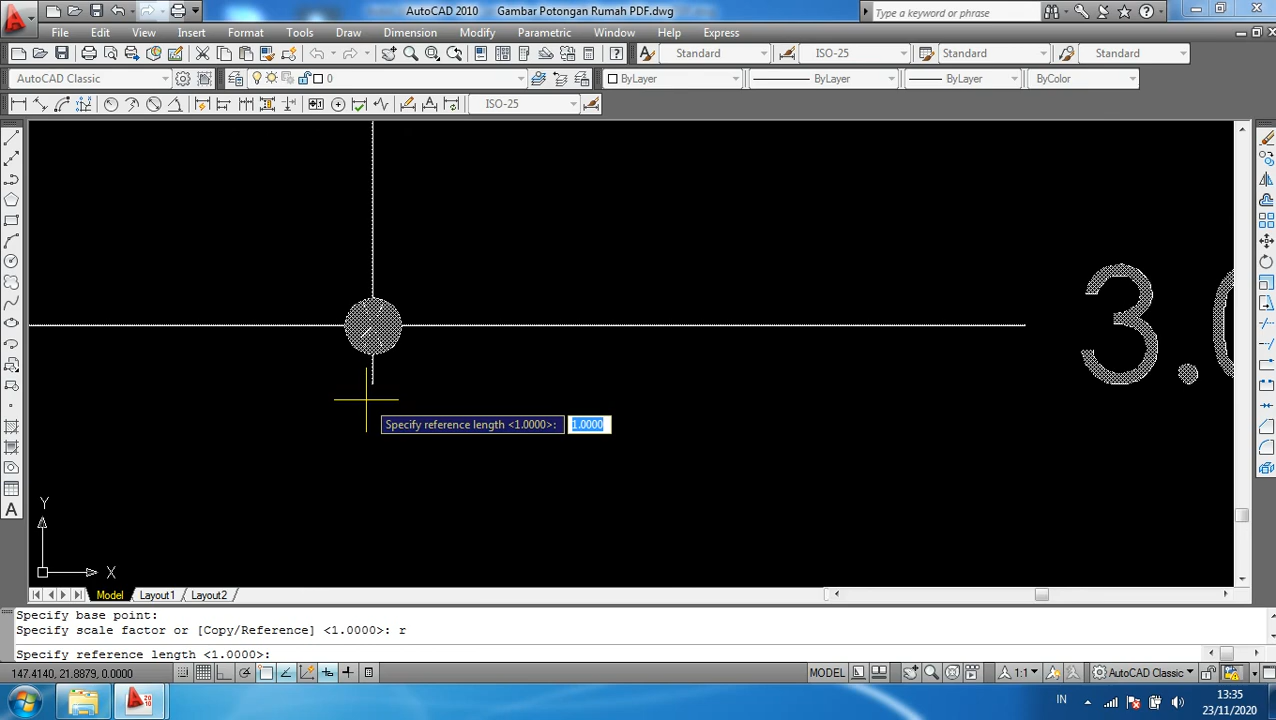 AutoCAD 2010 Gambar Potongan Rumah PDF.dwg Type a keyword or phrase
File Edit View Insert Format Tools Draw Dimension Modify Parametric Window Help Express
Standard ISO-25 Standard Standard
AutoCAD Classic 0 ByLayer ByLayer ByLayer ByColor
ISO-25
3.0
Specify reference length <1.0000>: 1.0000
Y
X
A
Model Layout1 Layout2
Specify base point:
Specify scale factor or [Copy/Reference] <1.0000>: r
Specify reference length <1.0000>:
147.4140, 21.8879, 0.0000 MODEL 1:1 AutoCAD Classic
IN 13:35
23/11/2020